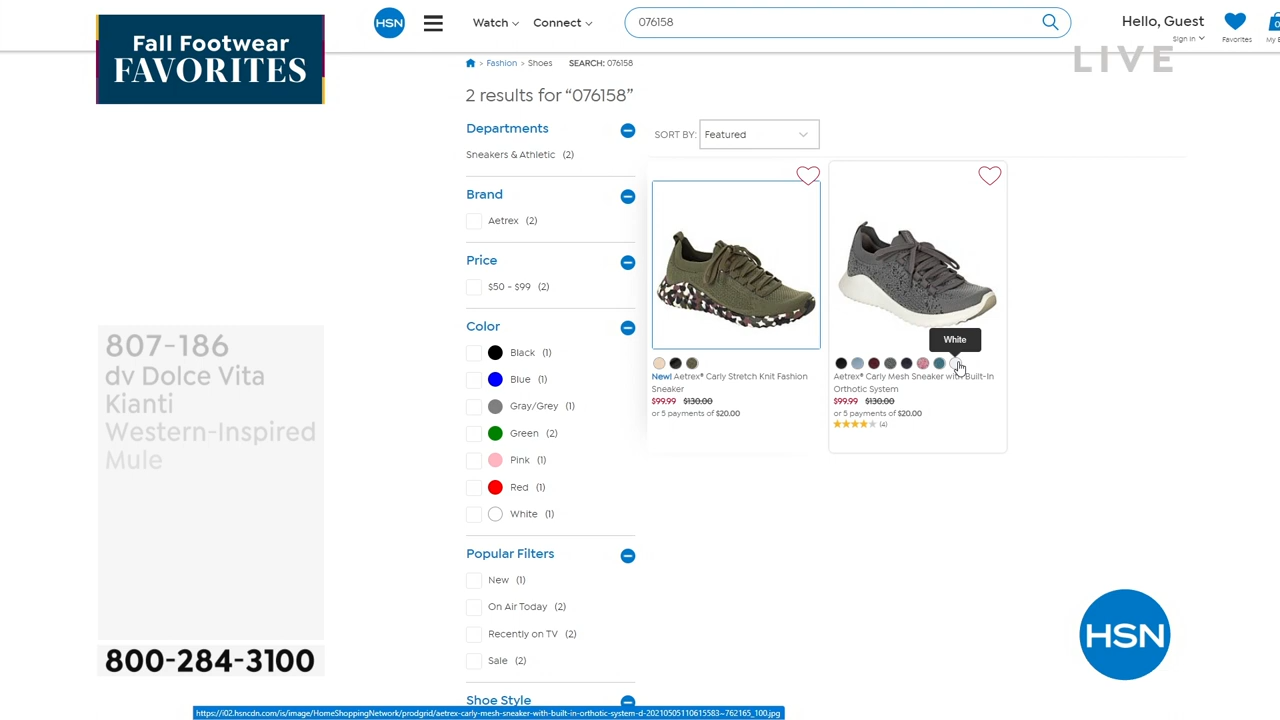 Fall Footwear
FAVORITES
HSN
Watch
Connect
076158
Hello, Guest
Sign In
Favorites
LIVE
> Fashion > Shoes SEARCH: 076158
2 results for “076158”
Departments
Sneakers & Athletic (2)
Brand
Aetrex (2)
Price
$50 - $99 (2)
Color
Black (1)
Blue (1)
Gray/Grey (1)
Green (2)
Pink (1)
Red (1)
White (1)
Popular Filters
New (1)
On Air Today (2)
Recently on TV (2)
Sale (2)
Shoe Style
SORT BY: Featured
New! Aetrex® Carly Stretch Knit Fashion
Sneaker
$99.99 $130.00
or 5 payments of $20.00
White
Aetrex® Carly Mesh Sneaker with Built-In
Orthotic System
$99.99 $130.00
or 5 payments of $20.00
(4)
807-186
dv Dolce Vita
Kianti
Western-Inspired
Mule
800-284-3100
HSN
https://i02.hsncdn.com/is/image/HomeShoppingNetwork/prodgrid/aetrex-carly-mesh-sneaker-with-built-in-orthotic-system-d-20210505110615583~762165_100.jpg